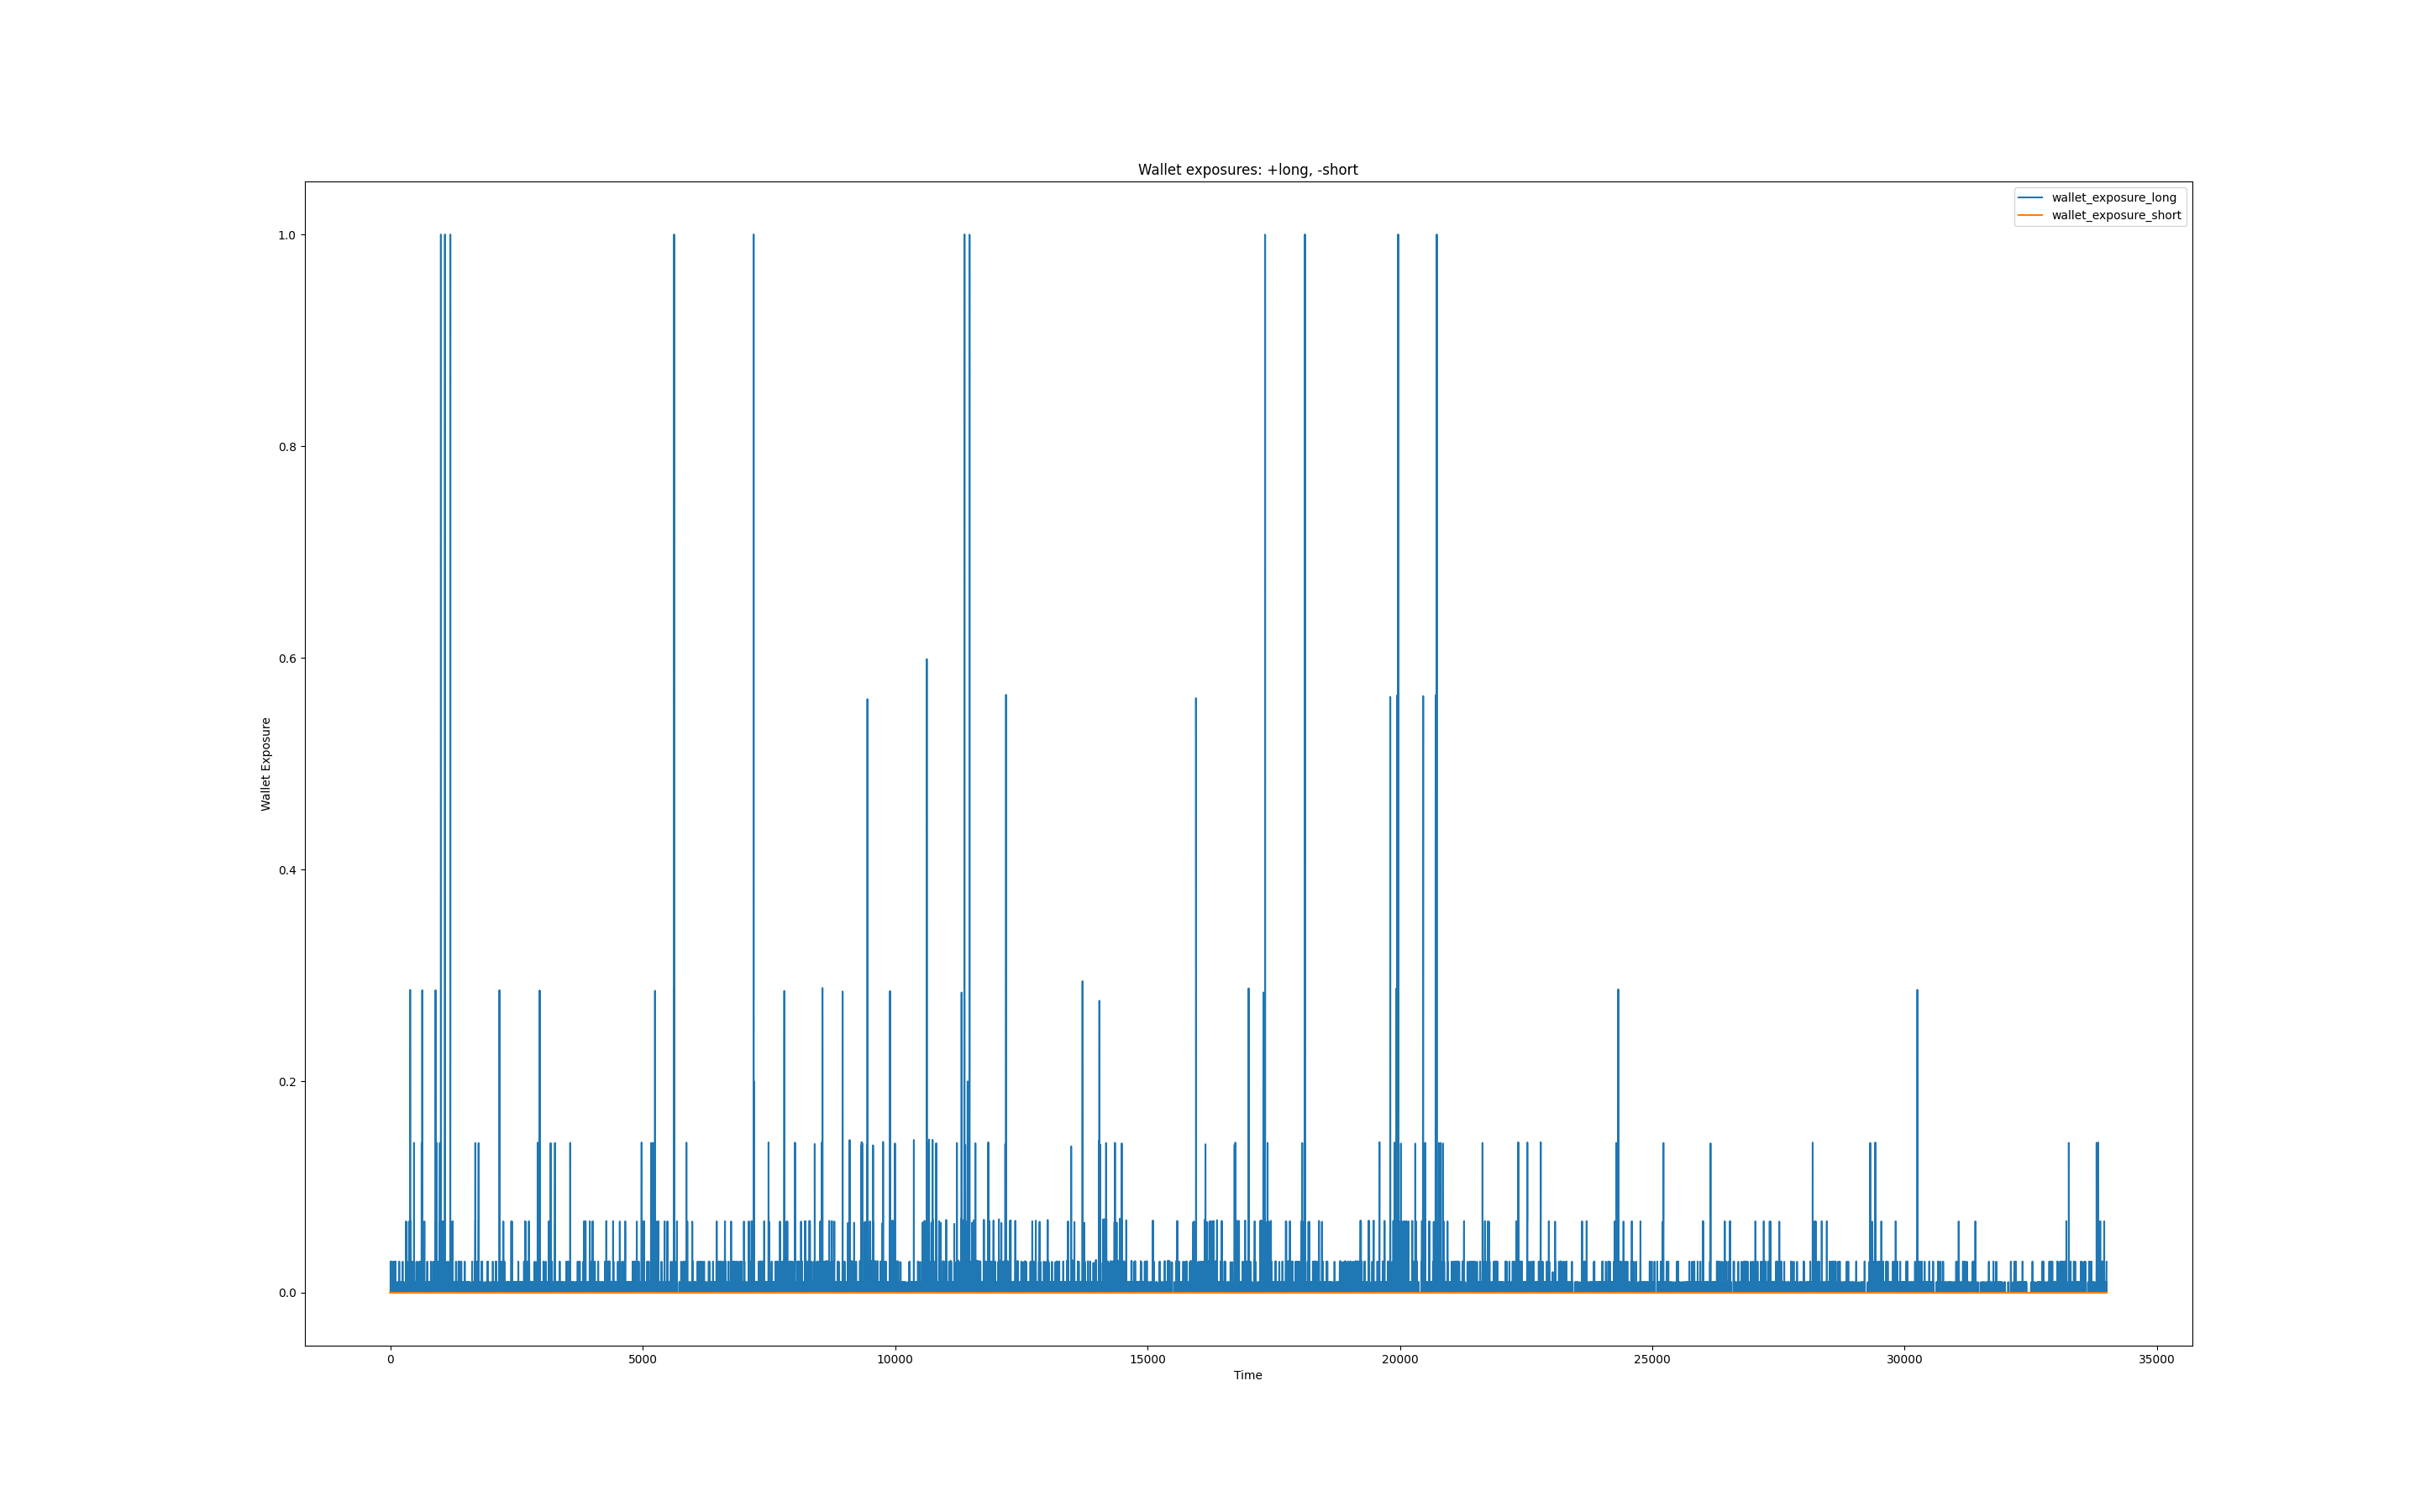 Wallet exposures: +long, -short
wallet_exposure_long
wallet_exposure_short
1.0
0.8
0.6
0.4
0.2
0.0
Wallet Exposure
0 5000 10000 15000 20000 25000 30000 35000
Time